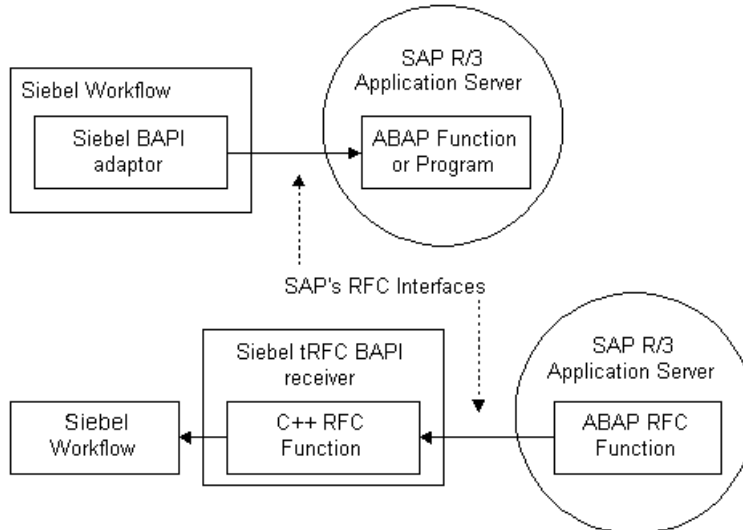 SAP R/3
Application Server
Siebel Workflow
Siebel BAPI
adaptor
ABAP Function
or Program
SAP's RFC Interfaces
Siebel tRFC BAPI
receiver
SAP R/3
Application Server
Siebel
Workflow
C++ RFC
Function
ABAP RFC
Function